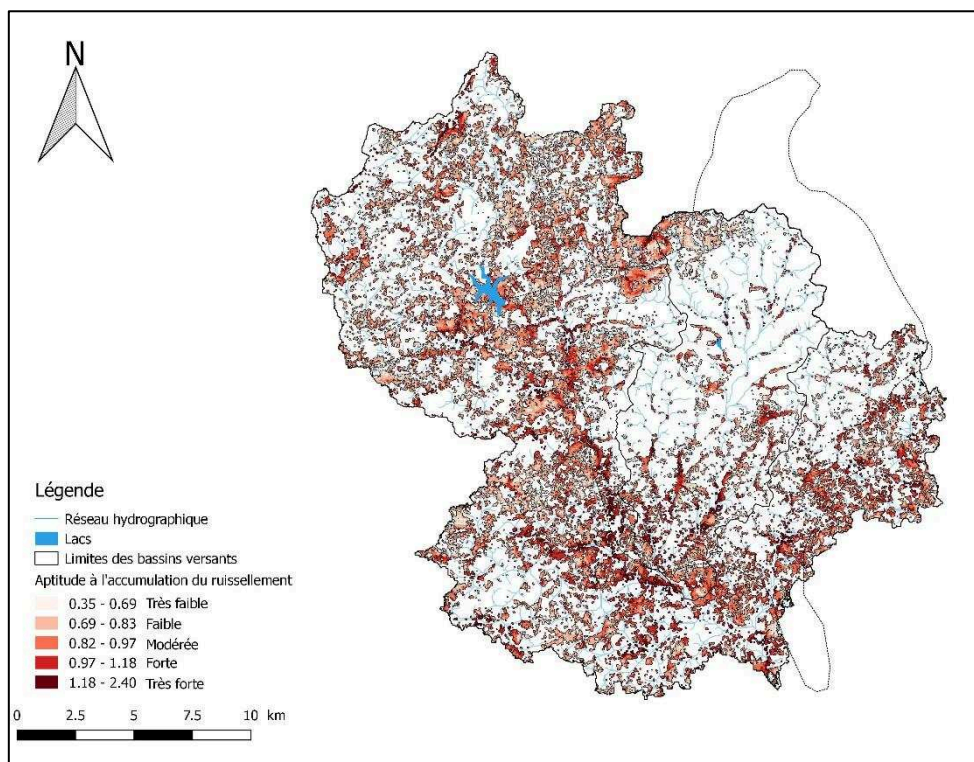 N
Légende
Réseau hydrographique
Lacs
Limites des bassins versants
Aptitude à l'accumulation du ruissellement
0.35 - 0.69 Très faible
0.69 - 0.83 Faible
0.82 - 0.97 Modérée
0.97 - 1.18 Forte
1.18 - 2.40 Très forte
0 2.5 5 7.5 10 km